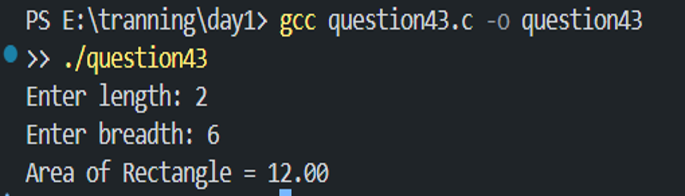 PS E:\tranning\day1> gcc question43.c -o question43
>> ./question43
Enter length: 2
Enter breadth: 6
Area of Rectangle = 12.00